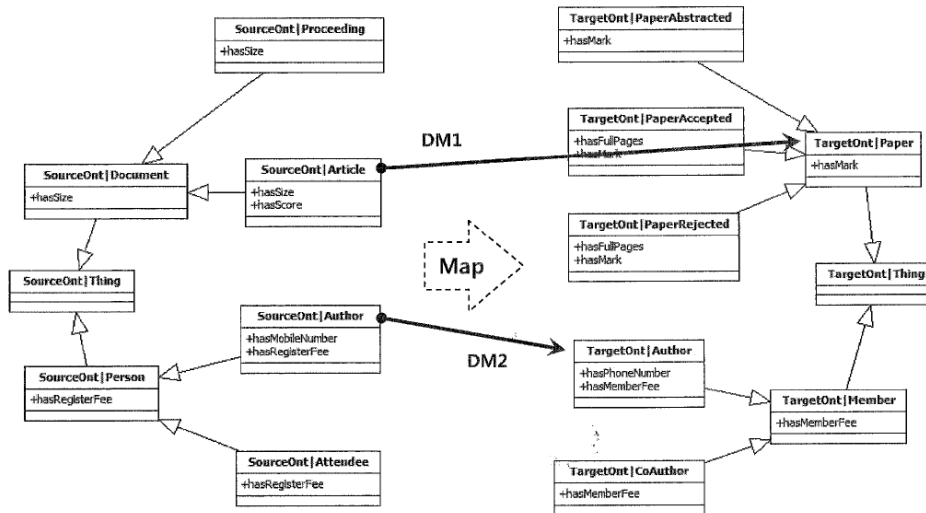 SourceOnt|Proceeding
+hasSize
TargetOnt|PaperAbstracted
+hasMark
TargetOnt|PaperAccepted
+hasFullPages
+hasMark
DM1
TargetOnt|Paper
+hasMark
SourceOnt|Document
+hasSize
SourceOnt|Article
+hasSize
+hasScore
TargetOnt|PaperRejected
+hasFullPages
+hasMark
Map
SourceOnt|Thing
TargetOnt|Thing
SourceOnt|Author
+hasMobileNumber
+hasRegisterFee
DM2
TargetOnt|Author
+hasPhoneNumber
+hasMemberFee
SourceOnt|Person
+hasRegisterFee
TargetOnt|Member
+hasMemberFee
SourceOnt|Attendee
+hasRegisterFee
TargetOnt|CoAuthor
+hasMemberFee